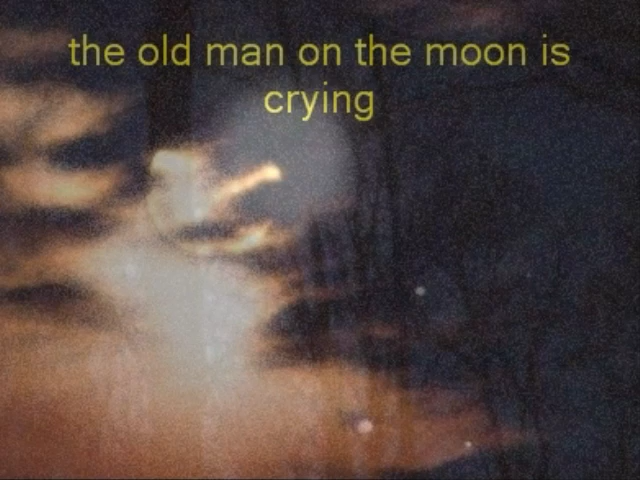 the old man on the moon is
crying